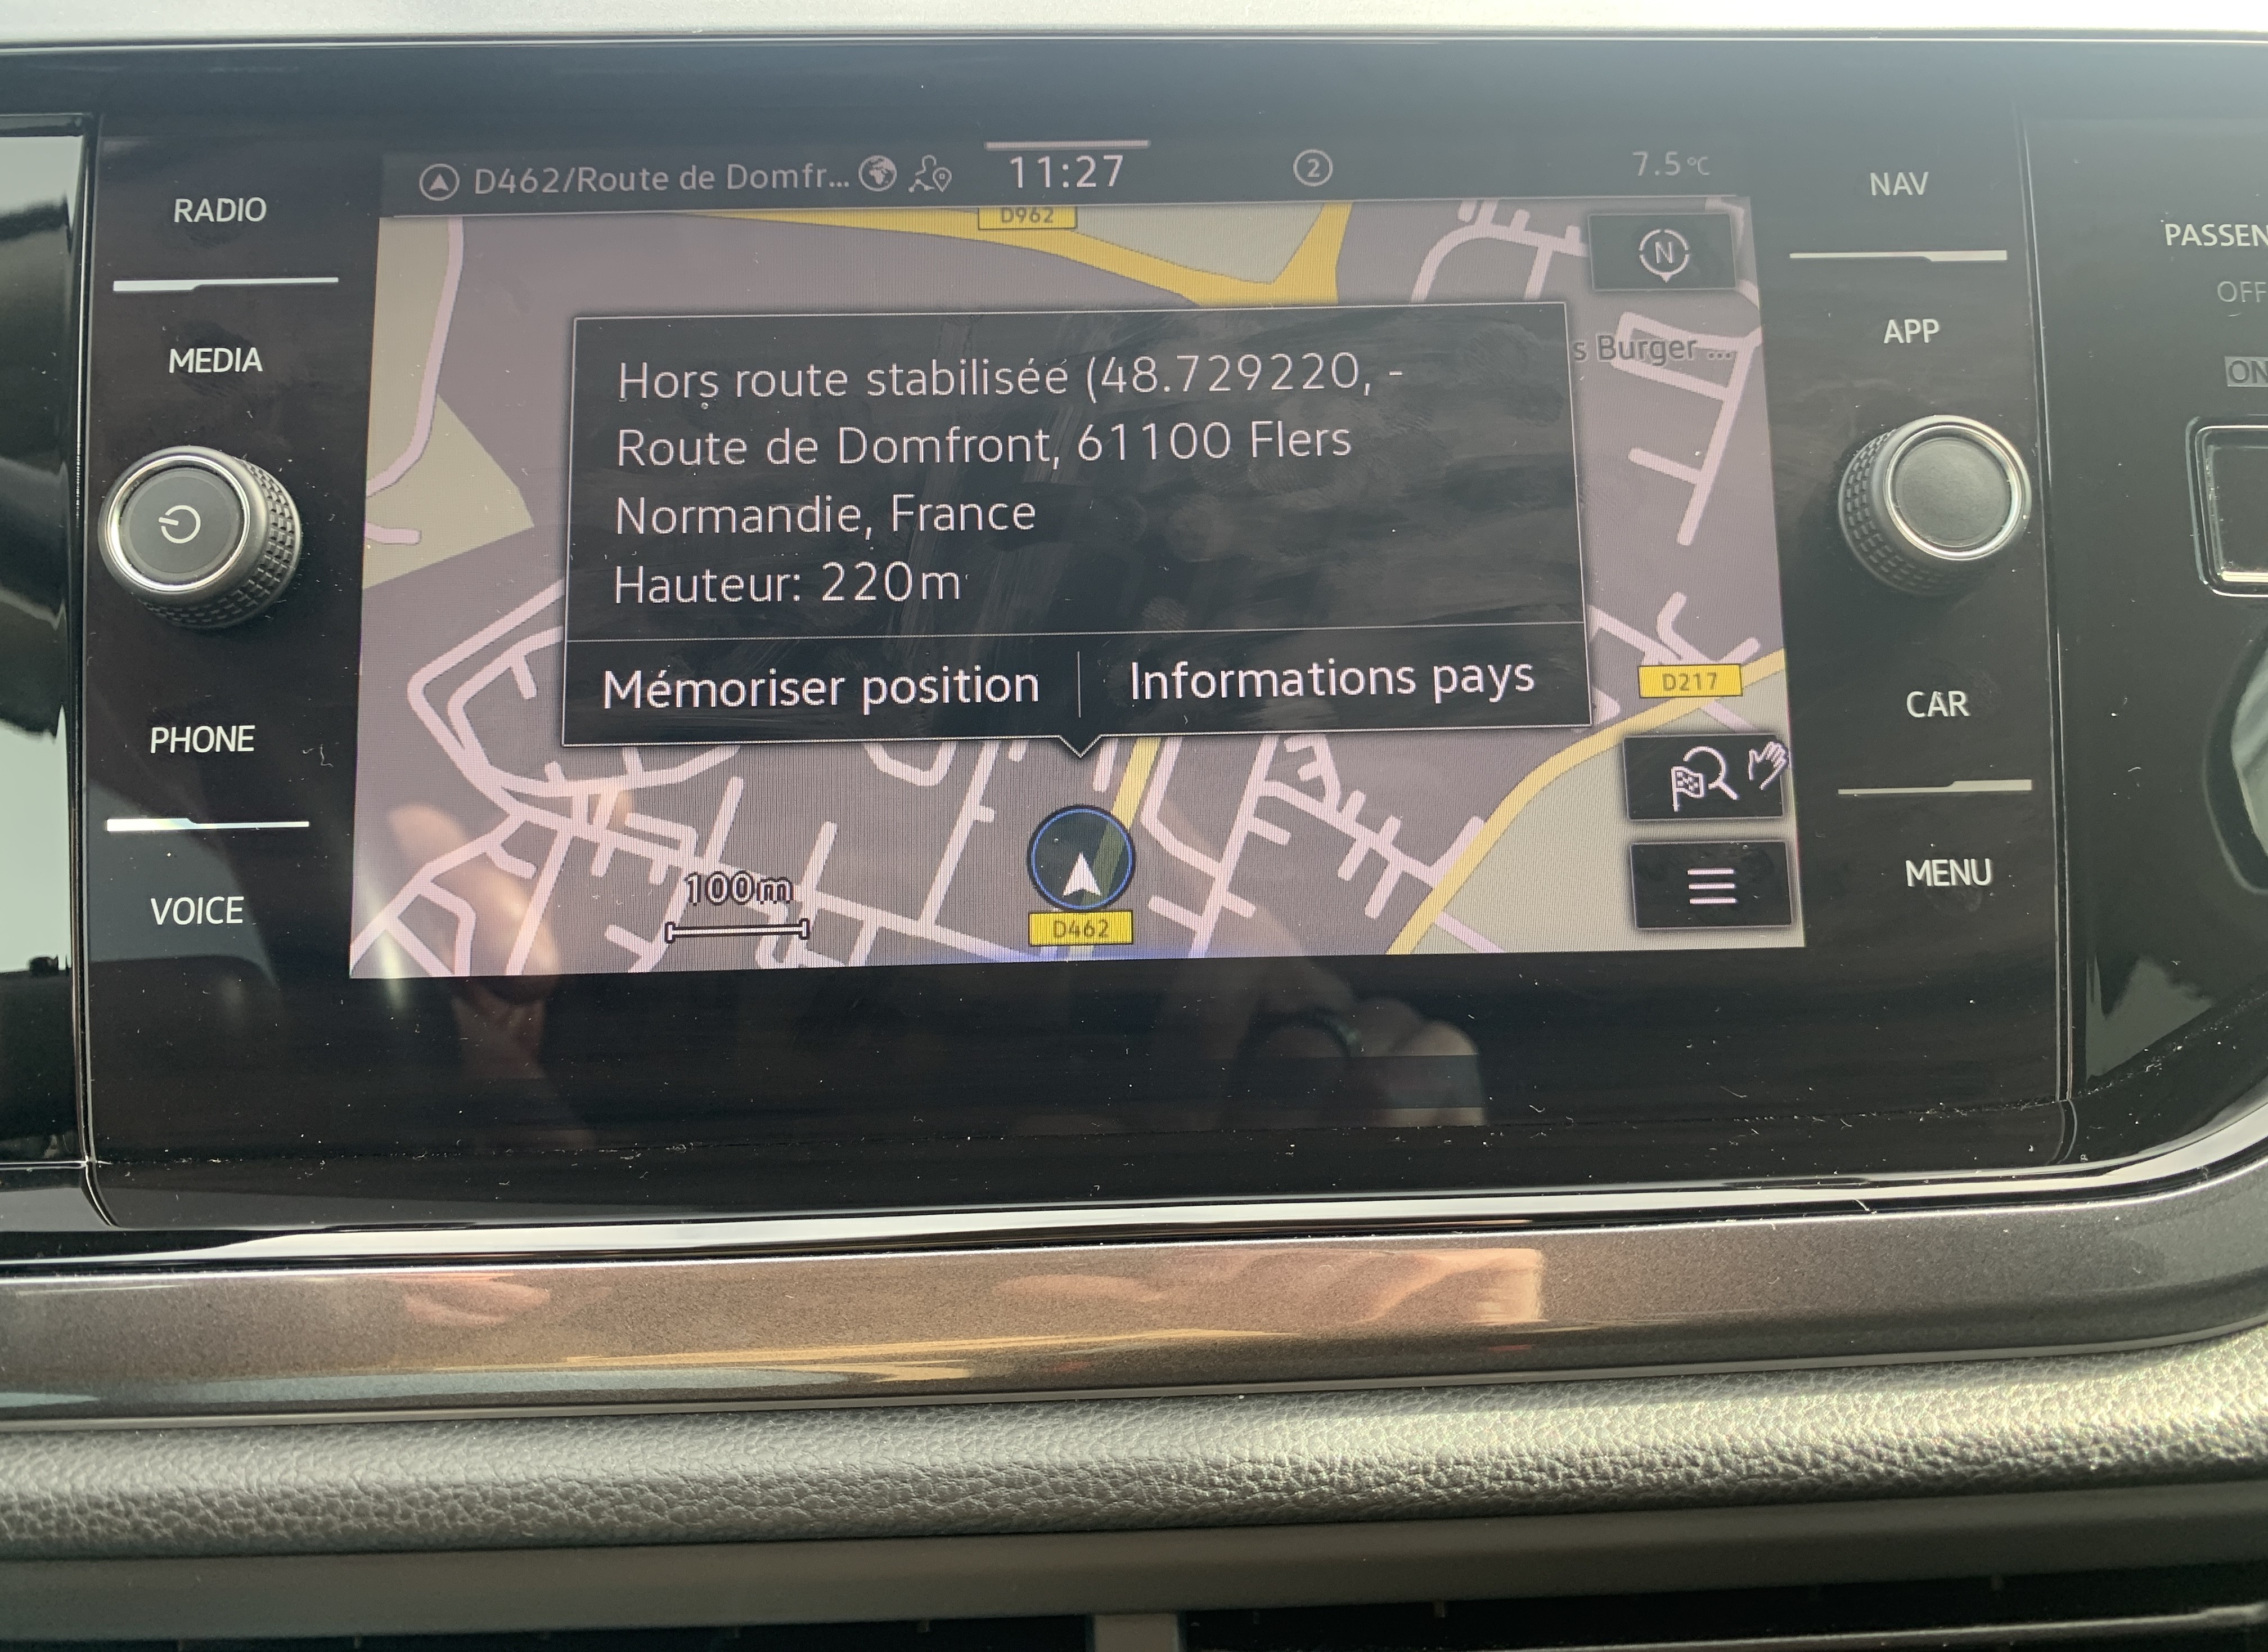 RADIO
MEDIA
PHONE
VOICE
D462/Route de Domfr...
11:27
2
7.5°C
D962
N
s Burger ...
Hors route stabilisée (48.729220, -
Route de Domfront, 61100 Flers
Normandie, France
Hauteur: 220m
Mémoriser position
Informations pays
D217
100m
D462
NAV
APP
CAR
MENU
PASSEN
OFF
ON